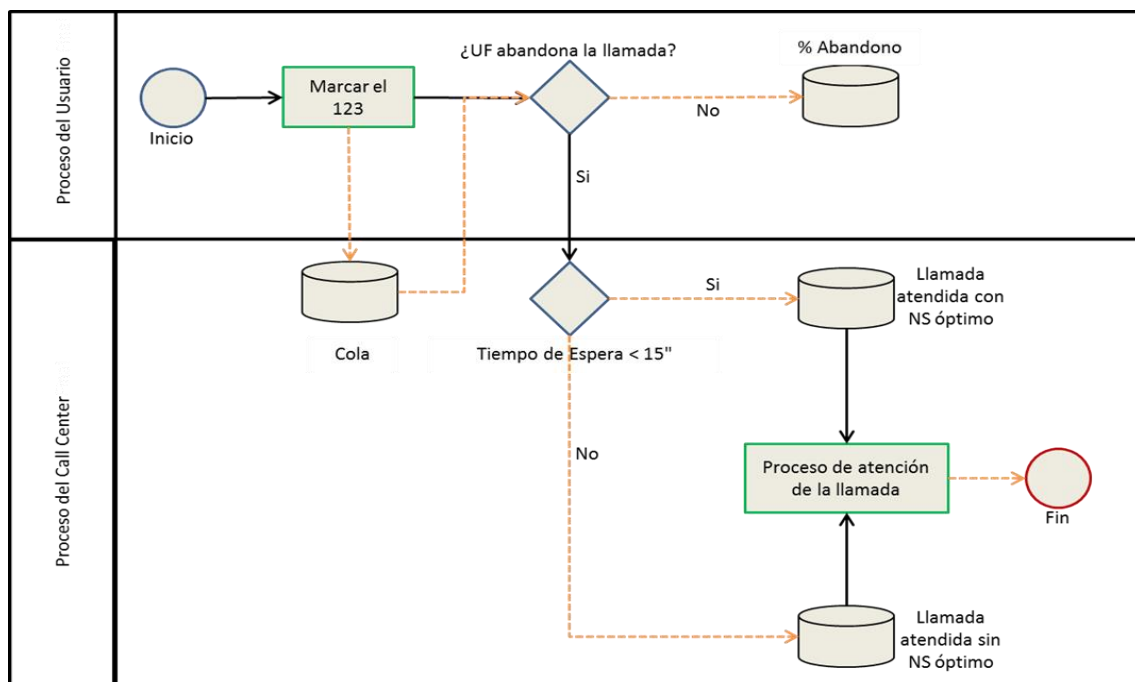 Proceso del Usuario
¿UF abandona la llamada?
% Abandono
Marcar el
123
Inicio
No
Si
Proceso del Call Center
Cola
Tiempo de Espera < 15"
Si
Llamada
atendida con
NS óptimo
No
Proceso de atención
de la llamada
Fin
Llamada
atendida sin
NS óptimo